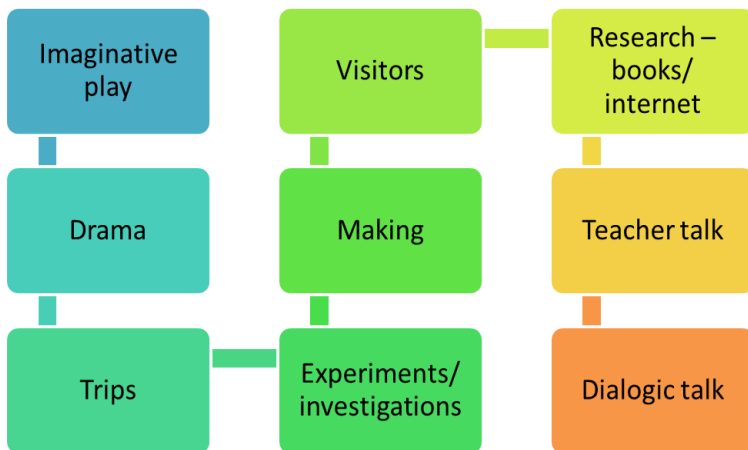 Imaginative
play
Drama
Trips
Experiments/
investigations
Making
Visitors
Research –
books/
internet
Teacher talk
Dialogic talk